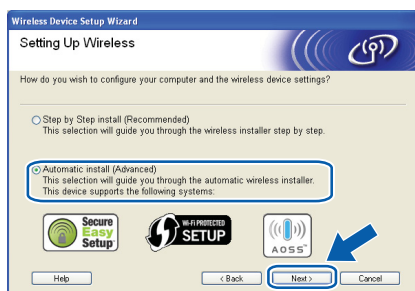 Wireless Device Setup Wizard
Setting Up Wireless
How do you wish to configure your computer and the wireless device settings?
Step by Step install (Recommended)
This selection will guide you through the wireless installer step by step.
Automatic install (Advanced)
This selection will guide you through the automatic wireless installer.
This device supports the following systems:
Secure
Easy
Setup
WI-FI PROTECTED
SETUP
AOSS™
Help
< Back
Next >
Cancel